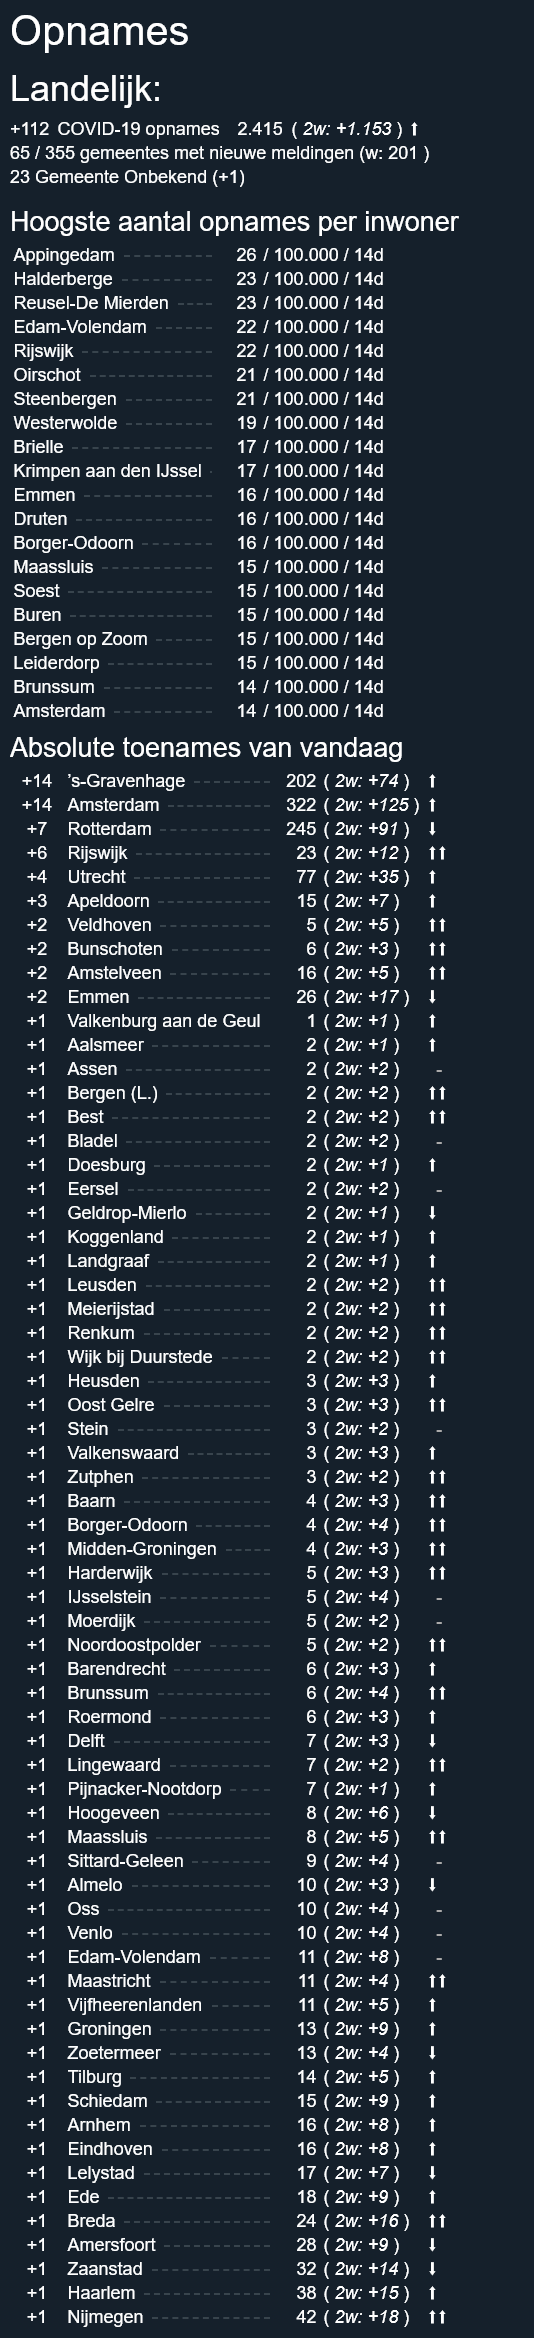 Opnames
Landelijk:
+112 COVID-19 opnames 2.415 ( 2w: +1.153 ) ⬆
65 / 355 gemeentes met nieuwe meldingen (w: 201 )
23 Gemeente Onbekend (+1)
Hoogste aantal opnames per inwoner
Appingedam 26 / 100.000 / 14d
Halderberge 23 / 100.000 / 14d
Reusel-De Mierden 23 / 100.000 / 14d
Edam-Volendam 22 / 100.000 / 14d
Rijswijk 22 / 100.000 / 14d
Oirschot 21 / 100.000 / 14d
Steenbergen 21 / 100.000 / 14d
Westerwolde 19 / 100.000 / 14d
Brielle 17 / 100.000 / 14d
Krimpen aan den IJssel 17 / 100.000 / 14d
Emmen 16 / 100.000 / 14d
Druten 16 / 100.000 / 14d
Borger-Odoorn 16 / 100.000 / 14d
Maassluis 15 / 100.000 / 14d
Soest 15 / 100.000 / 14d
Buren 15 / 100.000 / 14d
Bergen op Zoom 15 / 100.000 / 14d
Leiderdorp 15 / 100.000 / 14d
Brunssum 14 / 100.000 / 14d
Amsterdam 14 / 100.000 / 14d
Absolute toenames van vandaag
+14 's-Gravenhage 202 ( 2w: +74 ) ⬆
+14 Amsterdam 322 ( 2w: +125 ) ⬆
+7 Rotterdam 245 ( 2w: +91 ) ⬇
+6 Rijswijk 23 ( 2w: +12 ) ⬆⬆
+4 Utrecht 77 ( 2w: +35 ) ⬆
+3 Apeldoorn 15 ( 2w: +7 ) ⬆
+2 Veldhoven 5 ( 2w: +5 ) ⬆⬆
+2 Bunschoten 6 ( 2w: +3 ) ⬆⬆
+2 Amstelveen 16 ( 2w: +5 ) ⬆⬆
+2 Emmen 26 ( 2w: +17 ) ⬇
+1 Valkenburg aan de Geul 1 ( 2w: +1 ) ⬆
+1 Aalsmeer 2 ( 2w: +1 ) ⬆
+1 Assen 2 ( 2w: +2 ) -
+1 Bergen (L.) 2 ( 2w: +2 ) ⬆⬆
+1 Best 2 ( 2w: +2 ) ⬆⬆
+1 Bladel 2 ( 2w: +2 ) -
+1 Doesburg 2 ( 2w: +1 ) ⬆
+1 Eersel 2 ( 2w: +2 ) -
+1 Geldrop-Mierlo 2 ( 2w: +1 ) ⬇
+1 Koggenland 2 ( 2w: +1 ) ⬆
+1 Landgraaf 2 ( 2w: +1 ) ⬆
+1 Leusden 2 ( 2w: +2 ) ⬆⬆
+1 Meierijstad 2 ( 2w: +2 ) ⬆⬆
+1 Renkum 2 ( 2w: +2 ) ⬆⬆
+1 Wijk bij Duurstede 2 ( 2w: +2 ) ⬆⬆
+1 Heusden 3 ( 2w: +3 ) ⬆
+1 Oost Gelre 3 ( 2w: +3 ) ⬆⬆
+1 Stein 3 ( 2w: +2 ) -
+1 Valkenswaard 3 ( 2w: +3 ) ⬆
+1 Zutphen 3 ( 2w: +2 ) ⬆⬆
+1 Baarn 4 ( 2w: +3 ) ⬆⬆
+1 Borger-Odoorn 4 ( 2w: +4 ) ⬆⬆
+1 Midden-Groningen 4 ( 2w: +3 ) ⬆⬆
+1 Harderwijk 5 ( 2w: +3 ) ⬆⬆
+1 IJsselstein 5 ( 2w: +4 ) -
+1 Moerdijk 5 ( 2w: +2 ) -
+1 Noordoostpolder 5 ( 2w: +2 ) ⬆⬆
+1 Barendrecht 6 ( 2w: +3 ) ⬆
+1 Brunssum 6 ( 2w: +4 ) ⬆⬆
+1 Roermond 6 ( 2w: +3 ) ⬆
+1 Delft 7 ( 2w: +3 ) ⬇
+1 Lingewaard 7 ( 2w: +2 ) ⬆⬆
+1 Pijnacker-Nootdorp 7 ( 2w: +1 ) ⬆
+1 Hoogeveen 8 ( 2w: +6 ) ⬇
+1 Maassluis 8 ( 2w: +5 ) ⬆⬆
+1 Sittard-Geleen 9 ( 2w: +4 ) -
+1 Almelo 10 ( 2w: +3 ) ⬇
+1 Oss 10 ( 2w: +4 ) -
+1 Venlo 10 ( 2w: +4 ) -
+1 Edam-Volendam 11 ( 2w: +8 ) -
+1 Maastricht 11 ( 2w: +4 ) ⬆⬆
+1 Vijfheerenlanden 11 ( 2w: +5 ) ⬆
+1 Groningen 13 ( 2w: +9 ) ⬆
+1 Zoetermeer 13 ( 2w: +4 ) ⬇
+1 Tilburg 14 ( 2w: +5 ) ⬆
+1 Schiedam 15 ( 2w: +9 ) ⬆
+1 Arnhem 16 ( 2w: +8 ) ⬆
+1 Eindhoven 16 ( 2w: +8 ) ⬆
+1 Lelystad 17 ( 2w: +7 ) ⬇
+1 Ede 18 ( 2w: +9 ) ⬆
+1 Breda 24 ( 2w: +16 ) ⬆⬆
+1 Amersfoort 28 ( 2w: +9 ) ⬇
+1 Zaanstad 32 ( 2w: +14 ) ⬇
+1 Haarlem 38 ( 2w: +15 ) ⬆
+1 Nijmegen 42 ( 2w: +18 ) ⬆⬆